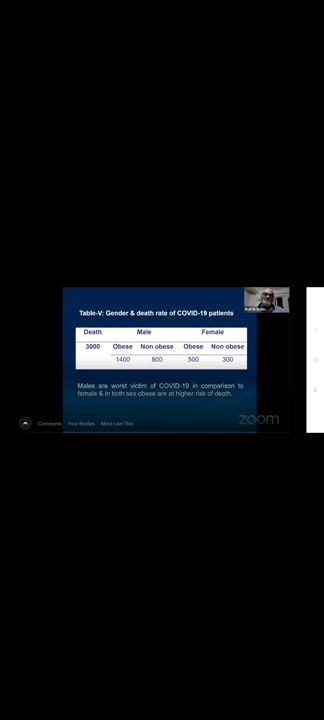 Table-V: Gender & death rate of COVID-19 patients
Death Male Female
3000 Obese Non obese Obese Non obese
1400 800 500 300
Males are worst victim of COVID-19 in comparison to
female & in both sex obese are at higher risk of death.
zoom
Comments Your Replies More Like This